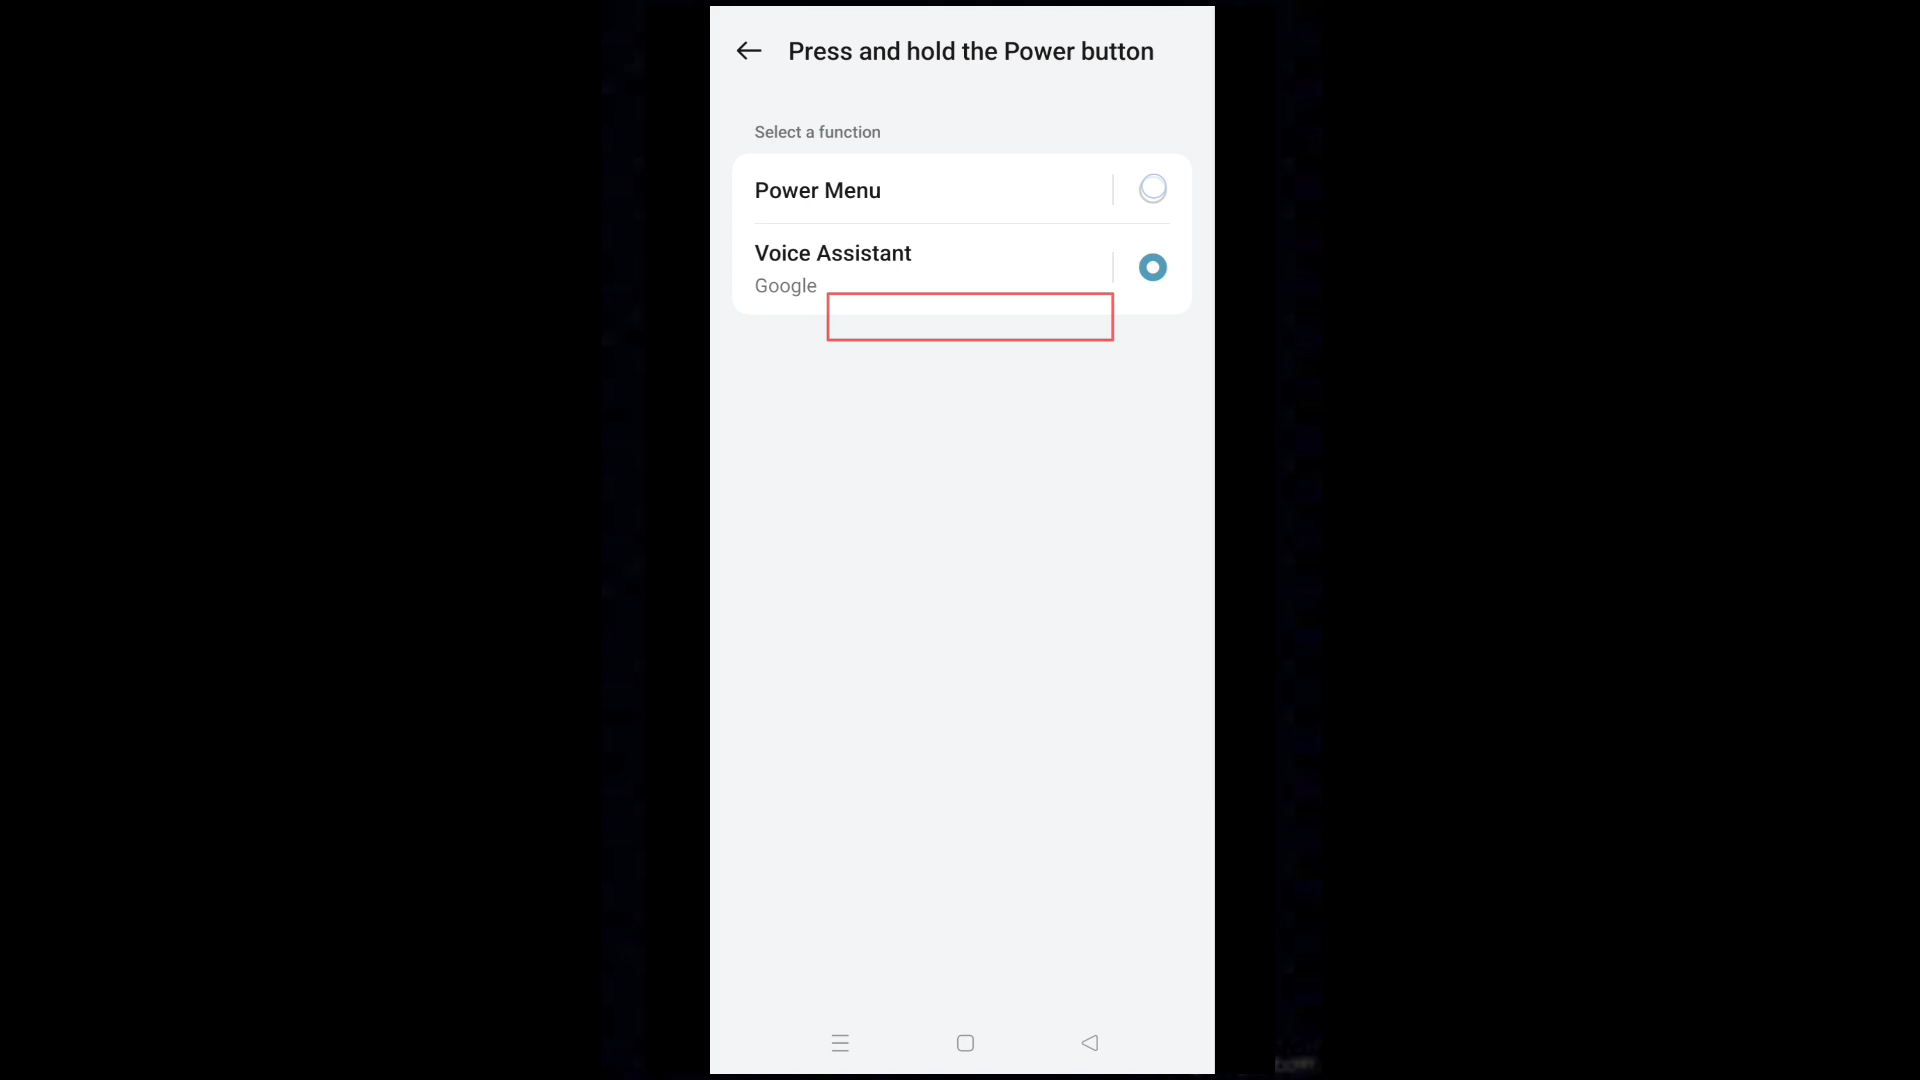 Press and hold the Power button
Select a function
Power Menu
Voice Assistant
Google